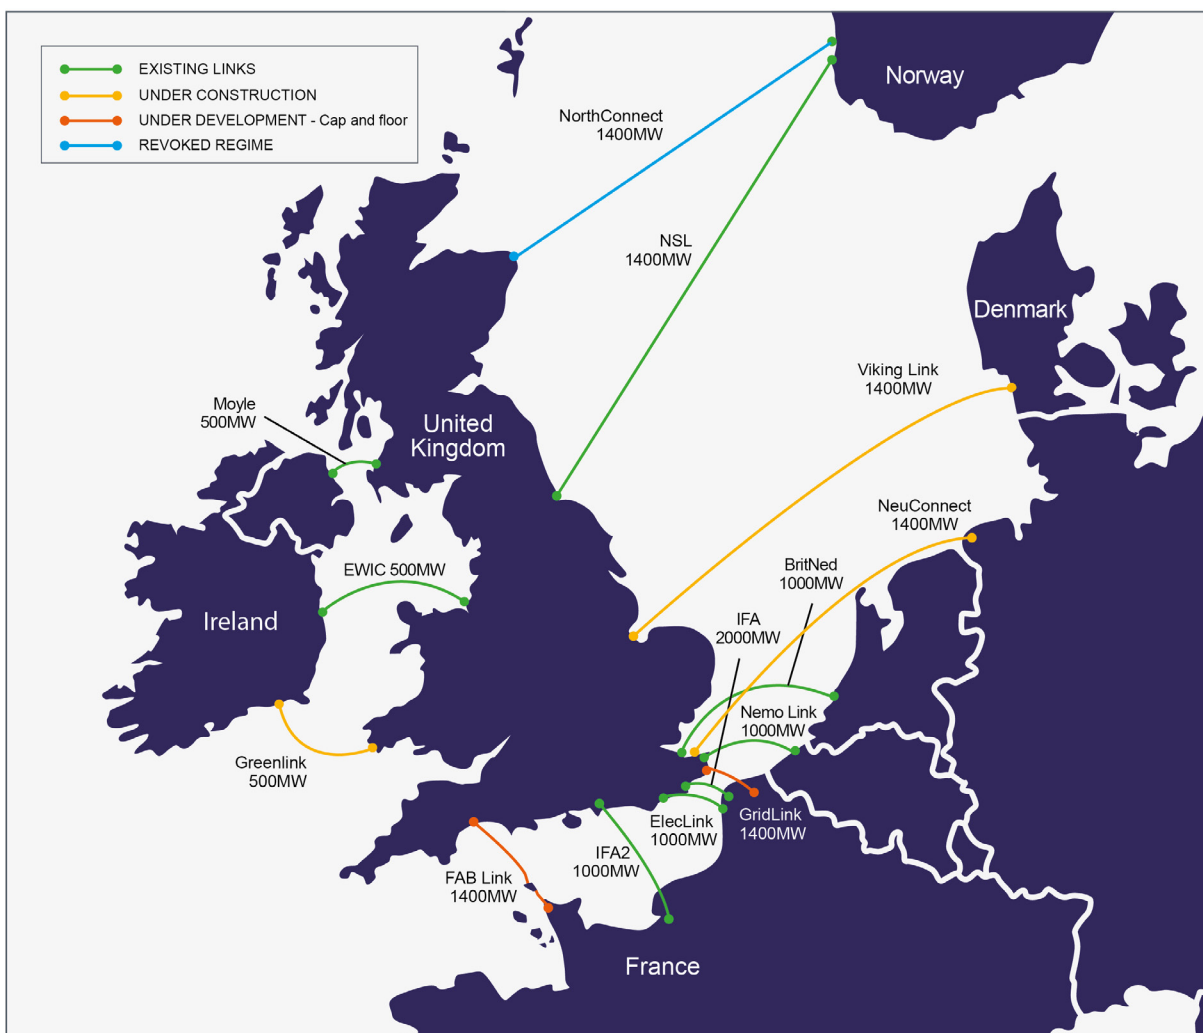 EXISTING LINKS
UNDER CONSTRUCTION
UNDER DEVELOPMENT - Cap and floor
REVOKED REGIME
Norway
NorthConnect
1400MW
NSL
1400MW
Denmark
Viking Link
1400MW
Moyle
500MW
United
Kingdom
NeuConnect
1400MW
BritNed
1000MW
EWIC 500MW
IFA
2000MW
Ireland
Nemo Link
1000MW
Greenlink
500MW
ElecLink
1000MW
GridLink
1400MW
IFA2
1000MW
FAB Link
1400MW
France